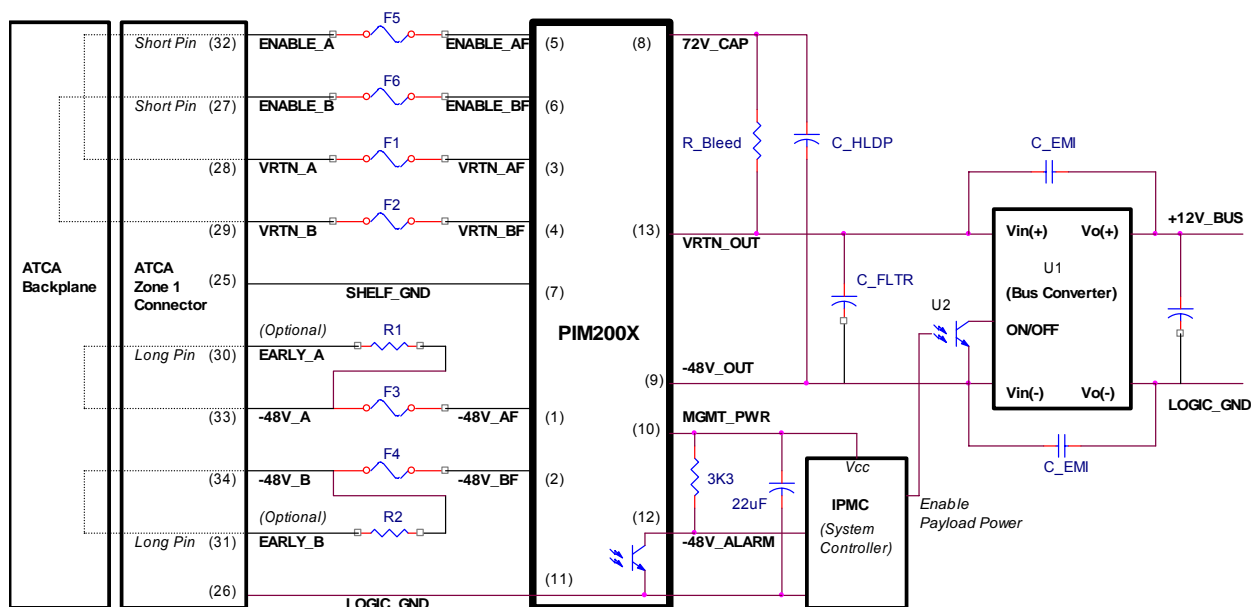 F5
Short Pin (32) ENABLE_A ENABLE_AF (5) (8) 72V_CAP
F6
Short Pin (27) ENABLE_B ENABLE_BF (6)
R_Bleed C_HLDP C_EMI
F1
(28) VRTN_A VRTN_AF (3)
F2
(29) VRTN_B VRTN_BF (4) (13) VRTN_OUT
+12V_BUS
Vin(+) Vo(+)
ATCA
Backplane
ATCA
Zone 1
Connector
(25) SHELF_GND (7)
C_FLTR
U1
(Bus Converter)
U2
ON/OFF
PIM200X
(Optional) R1
Long Pin (30) EARLY_A
-48V_OUT
(9)
Vin(-) Vo(-)
LOGIC_GND
F3
(33) -48V_A -48V_AF (1)
MGMT_PWR
(10)
C_EMI
F4
(34) -48V_B -48V_BF (2)
Vcc
3K3
22uF
IPMC
(System
Controller)
Enable
Payload Power
(Optional) R2
Long Pin (31) EARLY_B
(12) -48V_ALARM
(26) LOGIC_GND (11)